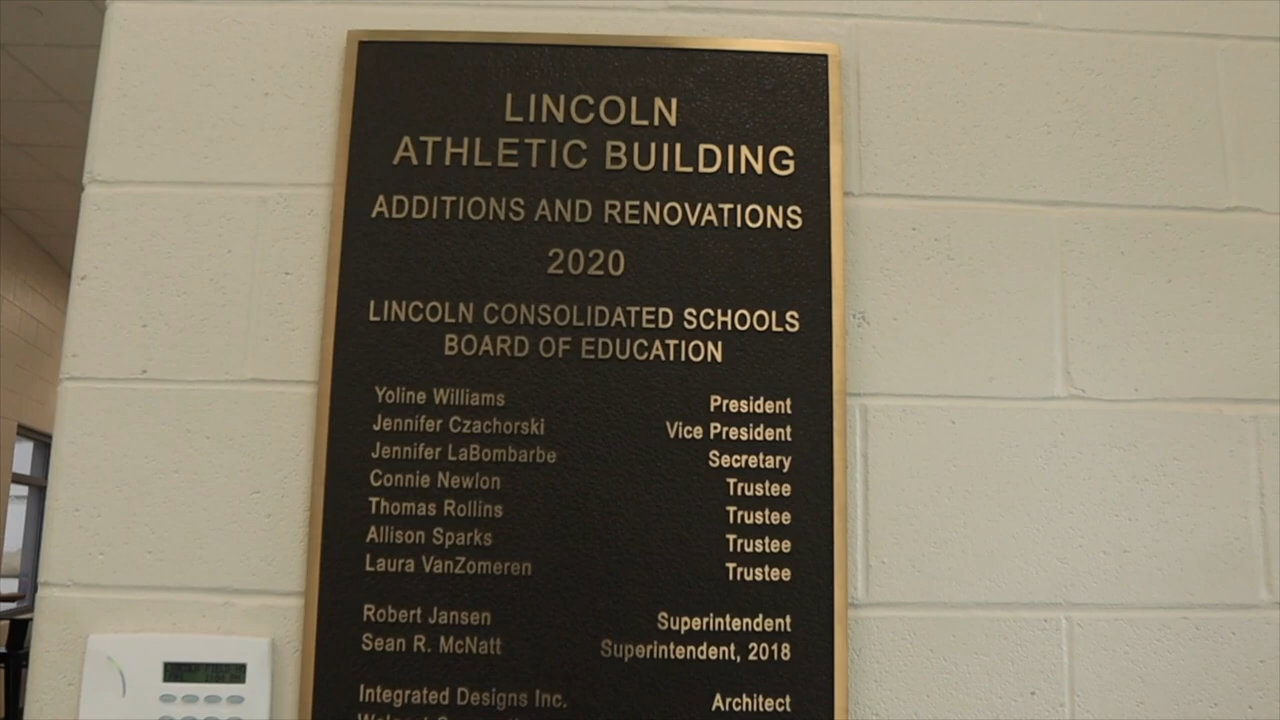 LINCOLN
ATHLETIC BUILDING
ADDITIONS AND RENOVATIONS
2020
LINCOLN CONSOLIDATED SCHOOLS
BOARD OF EDUCATION
Yoline Williams President
Jennifer Czachorski Vice President
Jennifer LaBombarbe Secretary
Connie Newlon Trustee
Thomas Rollins Trustee
Allison Sparks Trustee
Laura VanZomeren Trustee
Robert Jansen Superintendent
Sean R. McNatt Superintendent, 2018
Integrated Designs Inc. Architect